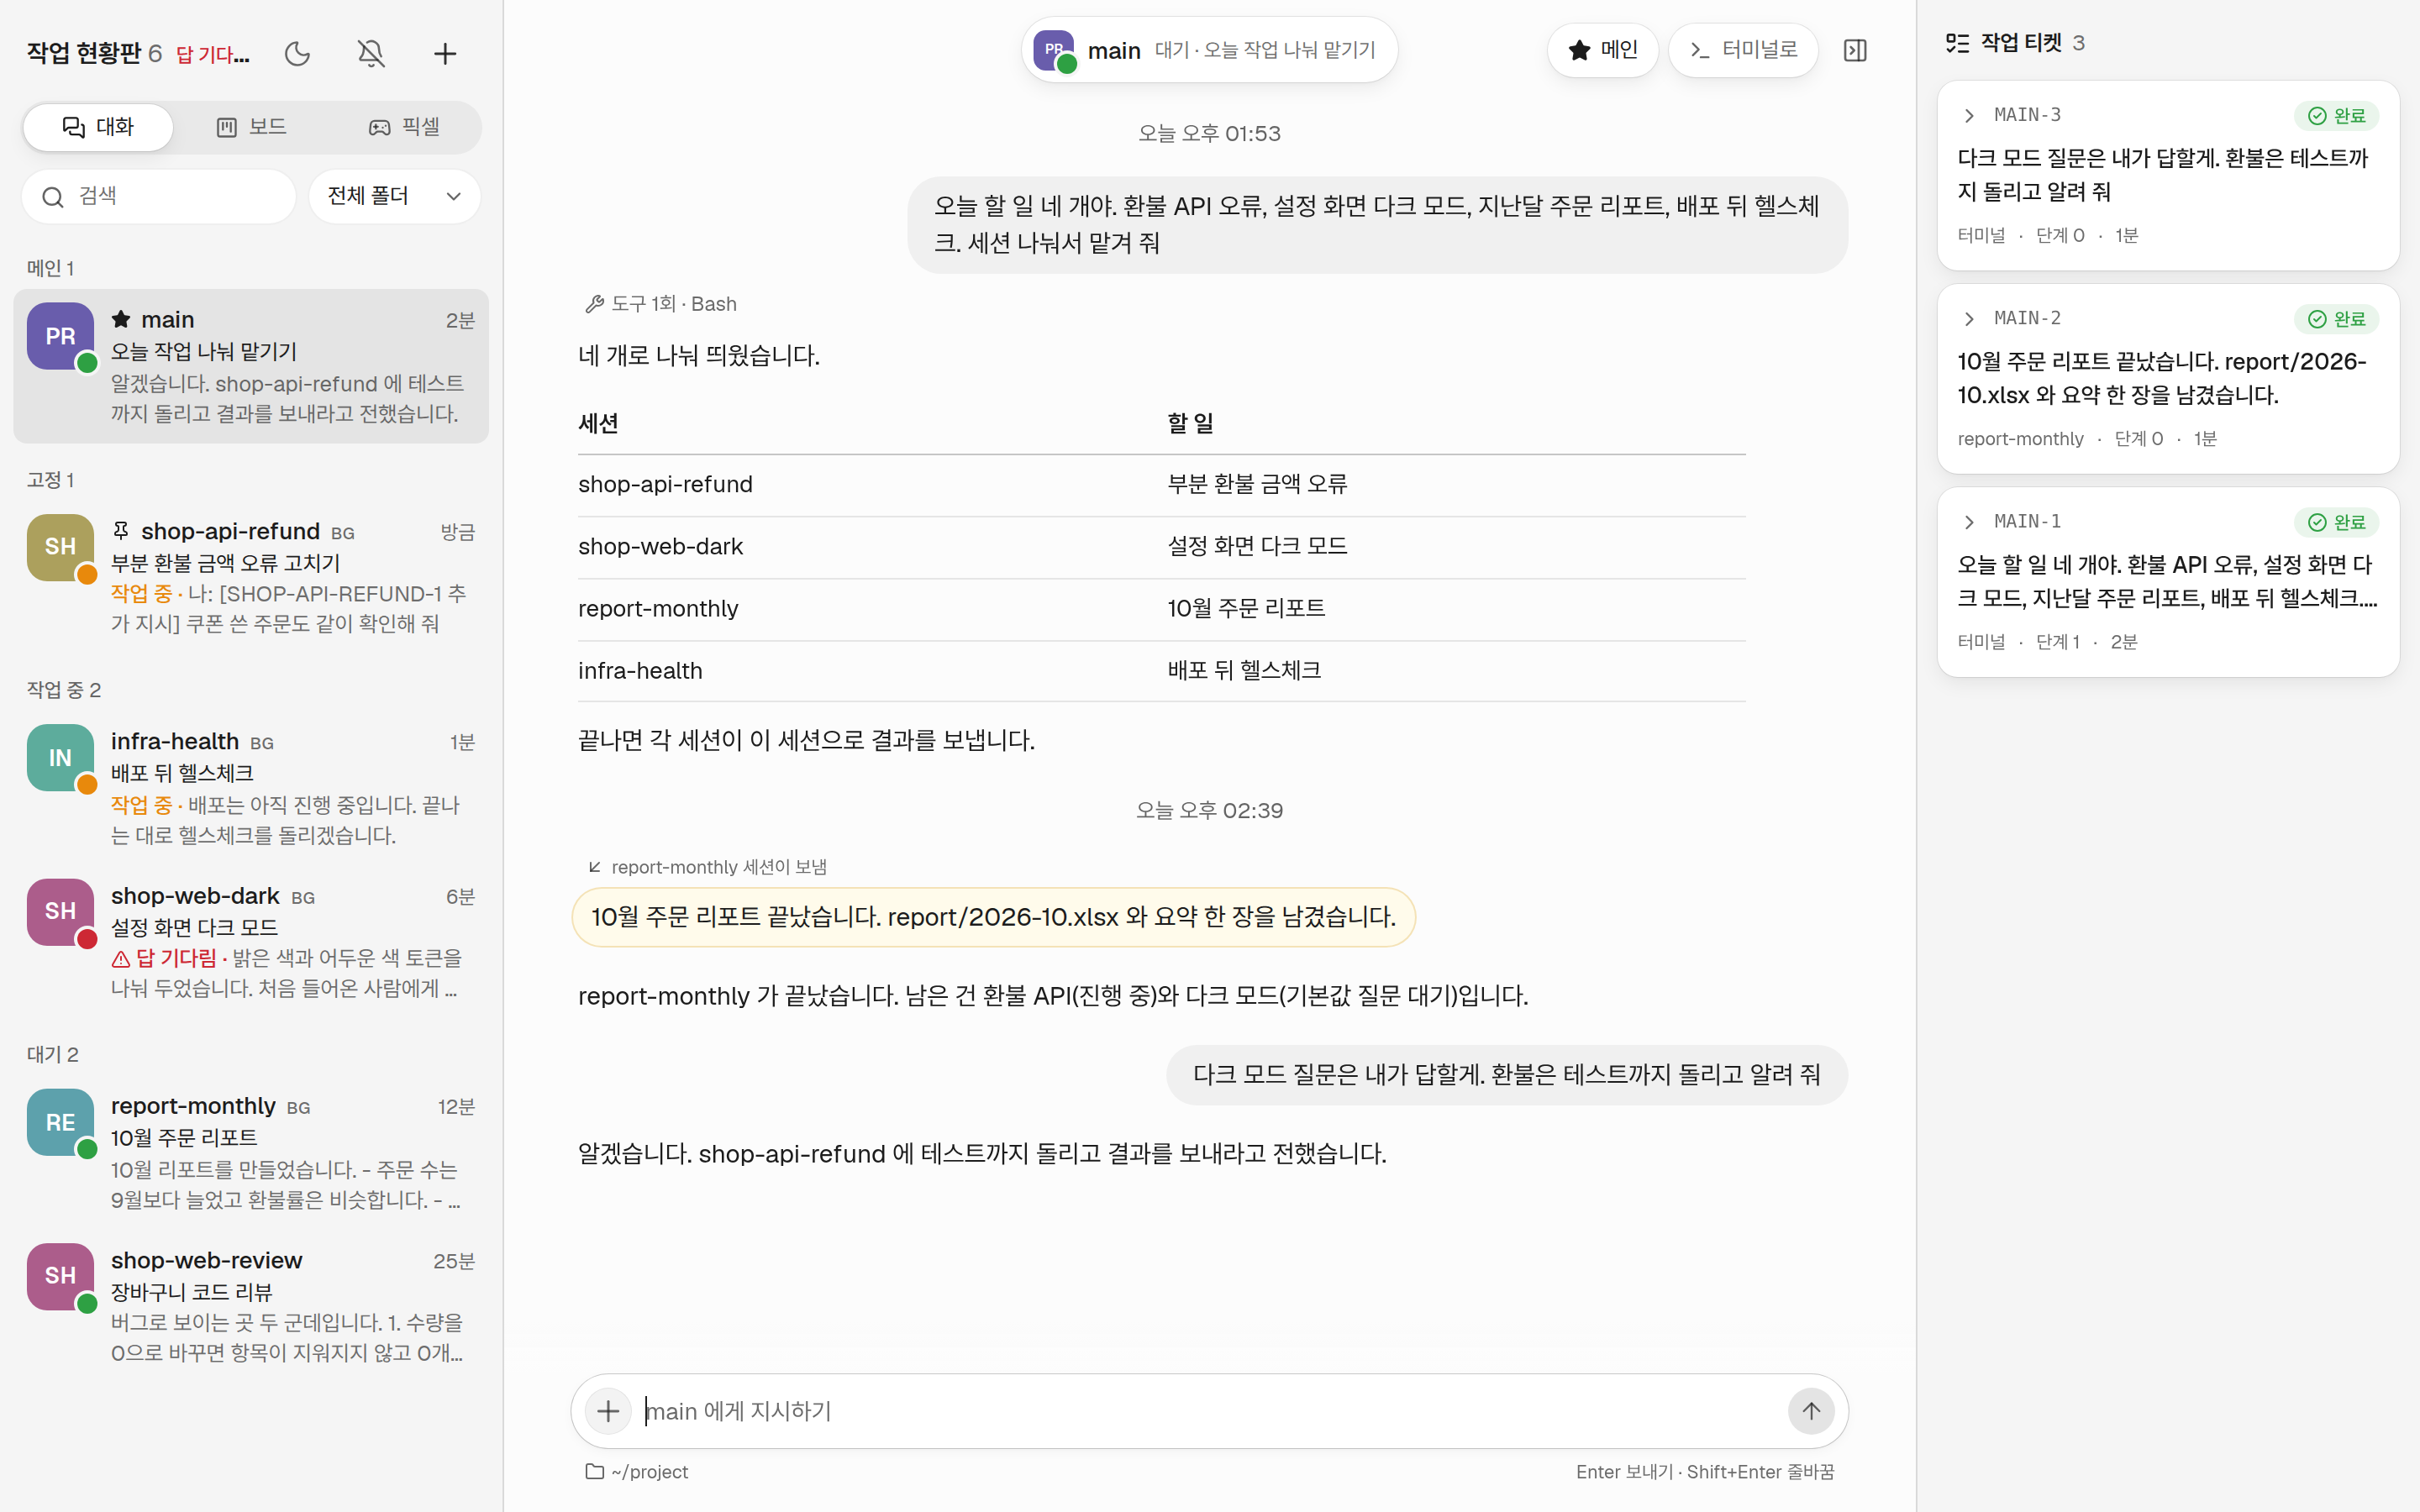 작업 현황판 6 답 기다...
대화
보드
픽셀
검색
전체 폴더
메인 1
PR
main
2분
오늘 작업 나눠 맡기기
알겠습니다. shop-api-refund 에 테스트
까지 돌리고 결과를 보내라고 전했습니다.
고정 1
SH
shop-api-refund BG
방금
부분 환불 금액 오류 고치기
작업 중 · 나: [SHOP-API-REFUND-1 추
가 지시] 쿠폰 쓴 주문도 같이 확인해 줘
작업 중 2
IN
infra-health BG
1분
배포 뒤 헬스체크
작업 중 · 배포는 아직 진행 중입니다. 끝나
는 대로 헬스체크를 돌리겠습니다.
SH
shop-web-dark BG
6분
설정 화면 다크 모드
답 기다림 · 밝은 색과 어두운 색 토큰을
나눠 두었습니다. 처음 들어온 사람에게 ...
대기 2
RE
report-monthly BG
12분
10월 주문 리포트
10월 리포트를 만들었습니다. - 주문 수는
9월보다 늘었고 환불률은 비슷합니다. - ...
SH
shop-web-review
25분
장바구니 코드 리뷰
버그로 보이는 곳 두 군데입니다. 1. 수량을
0으로 바꾸면 항목이 지워지지 않고 0개...
PR
main 대기 · 오늘 작업 나눠 맡기기
메인
터미널로
오늘 오후 01:53
오늘 할 일 네 개야. 환불 API 오류, 설정 화면 다크 모드, 지난달 주문 리포트, 배포 뒤 헬스체
크. 세션 나눠서 맡겨 줘
도구 1회 · Bash
네 개로 나눠 띄웠습니다.
세션 할 일
shop-api-refund 부분 환불 금액 오류
shop-web-dark 설정 화면 다크 모드
report-monthly 10월 주문 리포트
infra-health 배포 뒤 헬스체크
끝나면 각 세션이 이 세션으로 결과를 보냅니다.
오늘 오후 02:39
report-monthly 세션이 보냄
10월 주문 리포트 끝났습니다. report/2026-10.xlsx 와 요약 한 장을 남겼습니다.
report-monthly 가 끝났습니다. 남은 건 환불 API(진행 중)와 다크 모드(기본값 질문 대기)입니다.
다크 모드 질문은 내가 답할게. 환불은 테스트까지 돌리고 알려 줘
알겠습니다. shop-api-refund 에 테스트까지 돌리고 결과를 보내라고 전했습니다.
main 에게 지시하기
~/project
Enter 보내기 · Shift+Enter 줄바꿈
작업 티켓 3
MAIN-3
완료
다크 모드 질문은 내가 답할게. 환불은 테스트까
지 돌리고 알려 줘
터미널 · 단계 0 · 1분
MAIN-2
완료
10월 주문 리포트 끝났습니다. report/2026-
10.xlsx 와 요약 한 장을 남겼습니다.
report-monthly · 단계 0 · 1분
MAIN-1
완료
오늘 할 일 네 개야. 환불 API 오류, 설정 화면 다
크 모드, 지난달 주문 리포트, 배포 뒤 헬스체크....
터미널 · 단계 1 · 2분